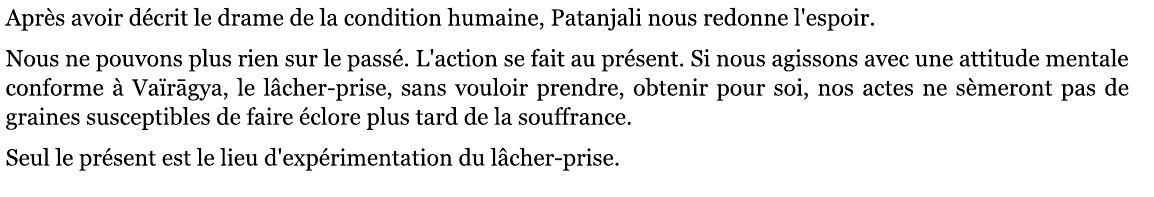 Après avoir décrit le drame de la condition humaine, Patanjali nous redonne l'espoir.
Nous ne pouvons plus rien sur le passé. L'action se fait au présent. Si nous agissons avec une attitude mentale
conforme à Vaïrāgya, le lâcher-prise, sans vouloir prendre, obtenir pour soi, nos actes ne sèmeront pas de
graines susceptibles de faire éclore plus tard de la souffrance.
Seul le présent est le lieu d'expérimentation du lâcher-prise.